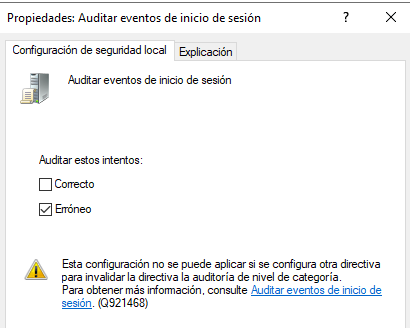 Propiedades: Auditar eventos de inicio de sesión ? ×
Configuración de seguridad local Explicación
Auditar eventos de inicio de sesión
Auditar estos intentos:
Correcto
Erróneo
Esta configuración no se puede aplicar si se configura otra directiva
para invalidar la directiva la auditoría de nivel de categoría.
Para obtener más información, consulte Auditar eventos de inicio de
sesión. (Q921468)